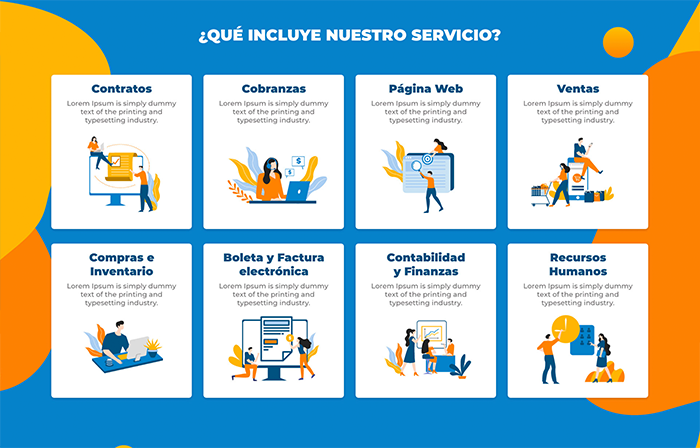 ¿QUÉ INCLUYE NUESTRO SERVICIO?
Contratos
Lorem Ipsum is simply dummy
text of the printing and
typesetting industry.
Cobranzas
Lorem Ipsum is simply dummy
text of the printing and
typesetting industry.
Página Web
Lorem Ipsum is simply dummy
text of the printing and
typesetting industry.
Ventas
Lorem Ipsum is simply dummy
text of the printing and
typesetting industry.
$
$
Compras e
Inventario
Lorem Ipsum is simply dummy
text of the printing and
typesetting industry.
Boleta y Factura
electrónica
Lorem Ipsum is simply dummy
text of the printing and
typesetting industry.
Contabilidad
y Finanzas
Lorem Ipsum is simply dummy
text of the printing and
typesetting industry.
Recursos
Humanos
Lorem Ipsum is simply dummy
text of the printing and
typesetting industry.